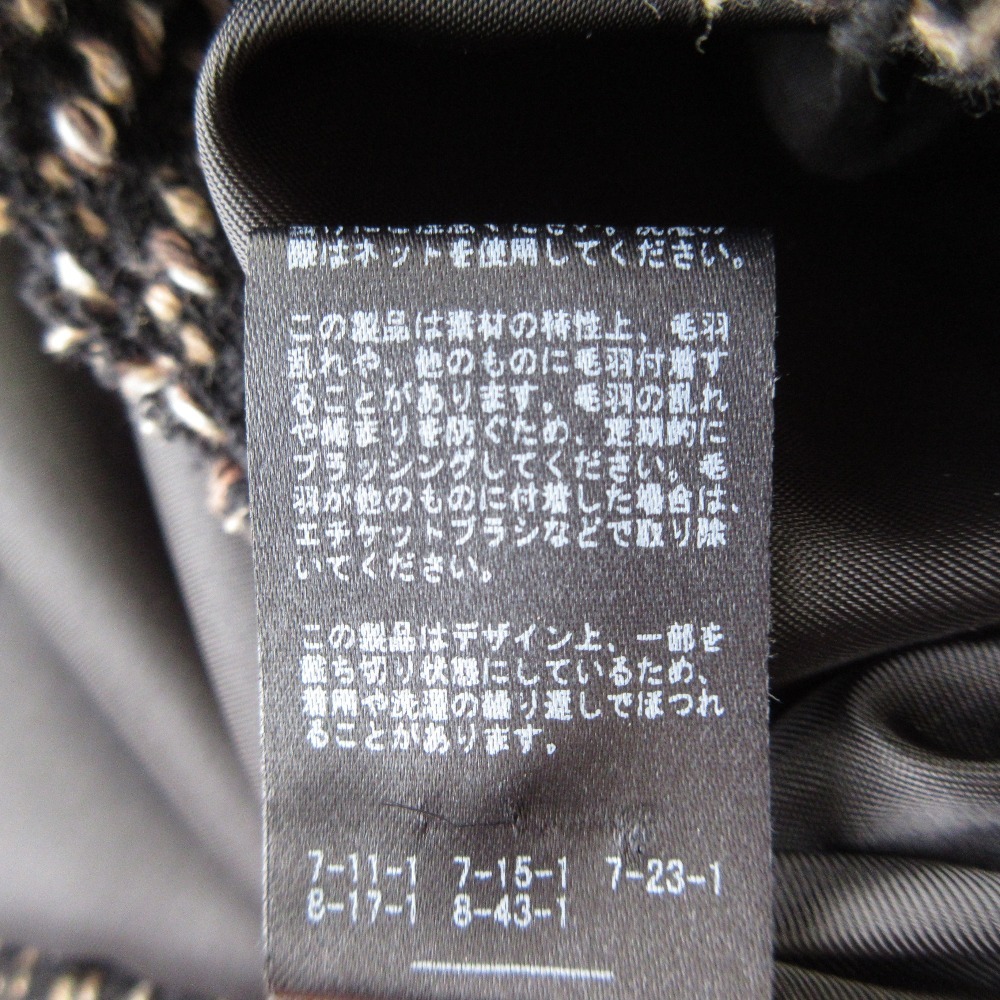 際はネットを使用してください。
この製品は素材の特性上、毛羽
乱れや、他のものに毛羽付着す
ることがあります。毛羽の乱れ
や絡まりを防ぐため、定期的に
ブラッシングしてください。毛
羽が他のものに付着した場合は、
エチケットブラシなどで取り除
いてください。
この製品はデザイン上、一部を
裁ち切り状態にしているため、
着用や洗濯の繰り返しでほつれ
ることがあります。
7-11-1 7-15-1 7-23-1
8-17-1 8-43-1